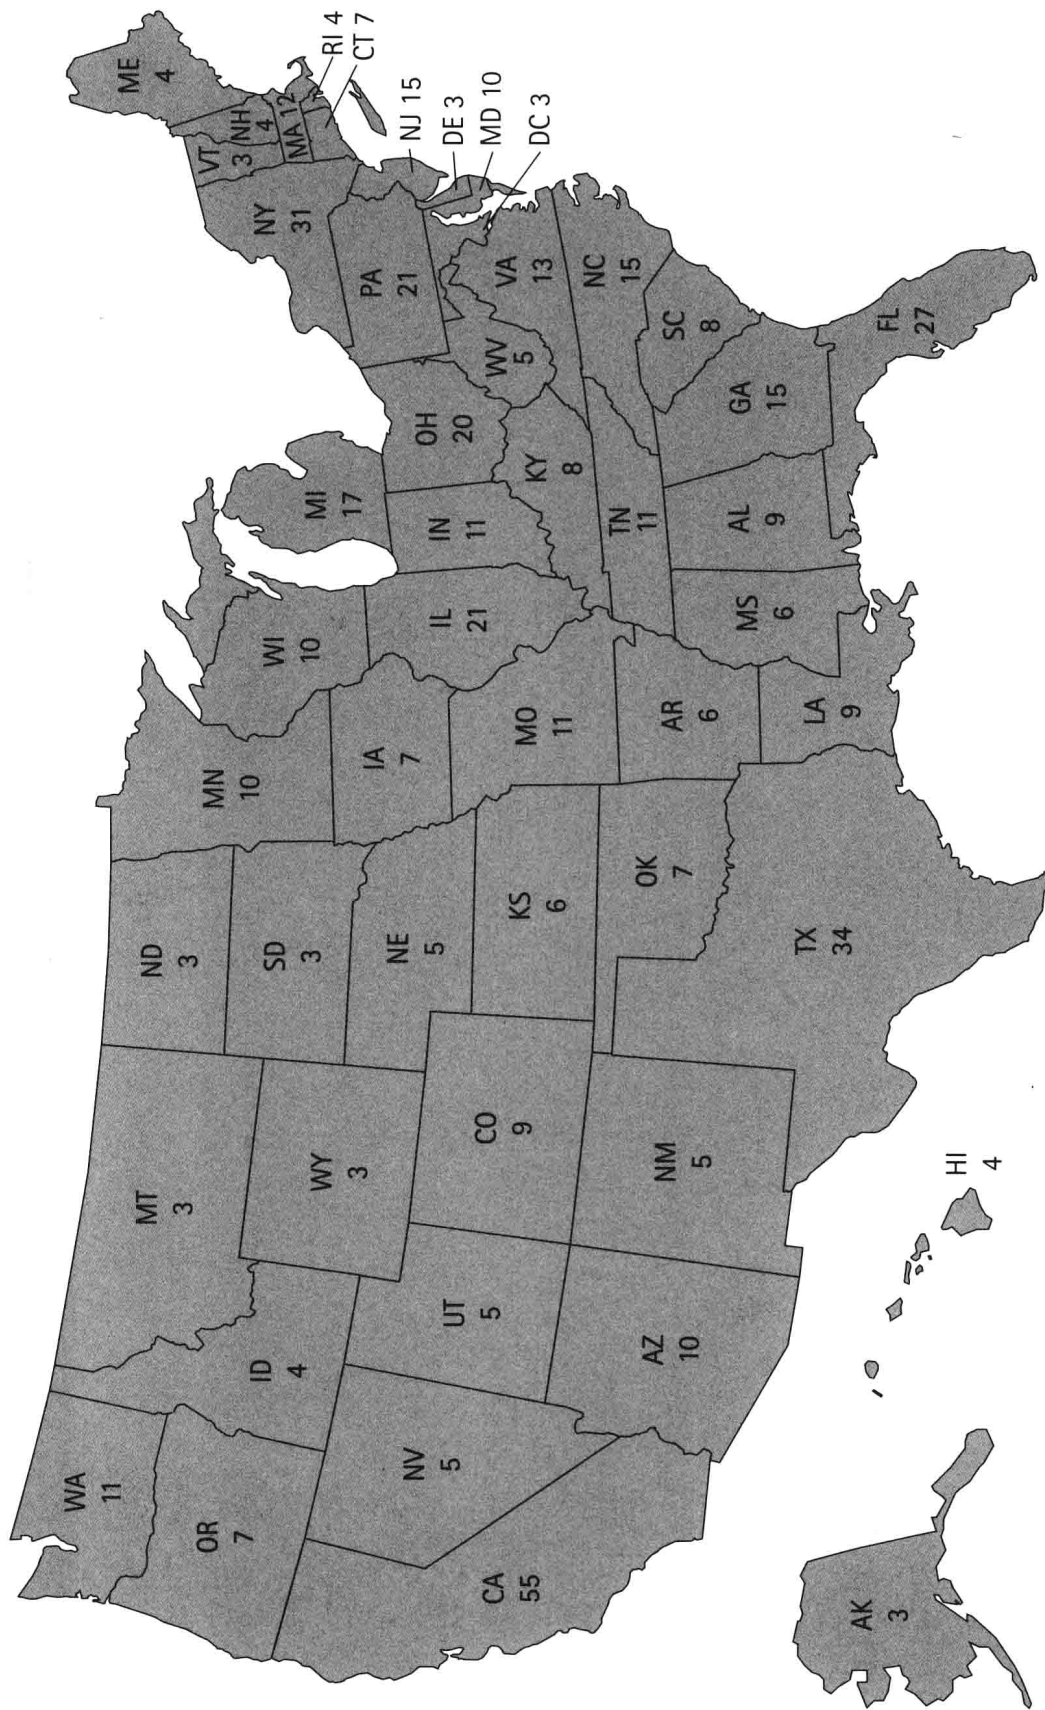 WA
11
OR
7
CA
55
NV
5
ID
4
MT
3
WY
3
UT
5
AZ
10
CO
9
NM
5
ND
3
SD
3
NE
5
KS
6
OK
7
TX
34
MN
10
IA
7
MO
11
AR
6
LA
9
WI
10
IL
21
MI
17
IN
11
OH
20
KY
8
TN
11
MS
6
AL
9
GA
15
FL
27
SC
8
NC
15
VA
13
WV
5
PA
21
NY
31
VT
3
NH
4
ME
4
MA 12
RI 4
CT 7
NJ 15
DE 3
MD 10
DC 3
AK
3
HI
4